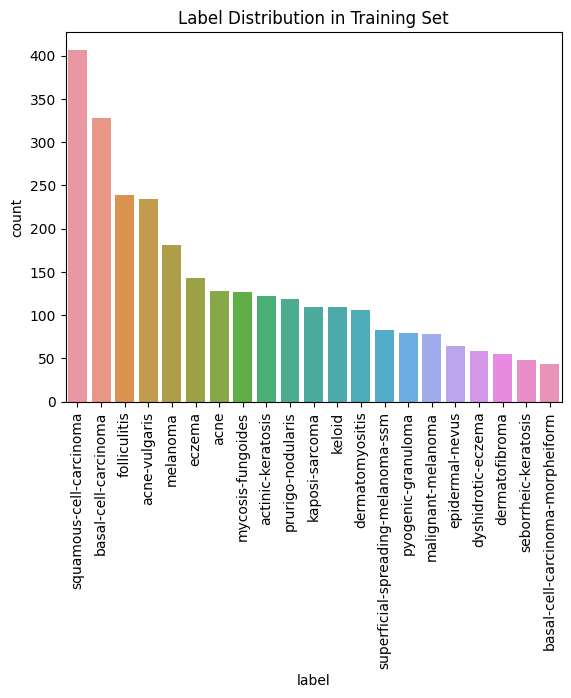 Label Distribution in Training Set
count
400
350
300
250
200
150
100
50
0
squamous-cell-carcinoma
basal-cell-carcinoma
folliculitis
acne-vulgaris
melanoma
eczema
acne
mycosis-fungoides
actinic-keratosis
prurigo-nodularis
kaposi-sarcoma
keloid
dermatomyositis
superficial-spreading-melanoma-ssm
pyogenic-granuloma
malignant-melanoma
epidermal-nevus
dyshidrotic-eczema
dermatofibroma
seborrheic-keratosis
basal-cell-carcinoma-morpheiform
label